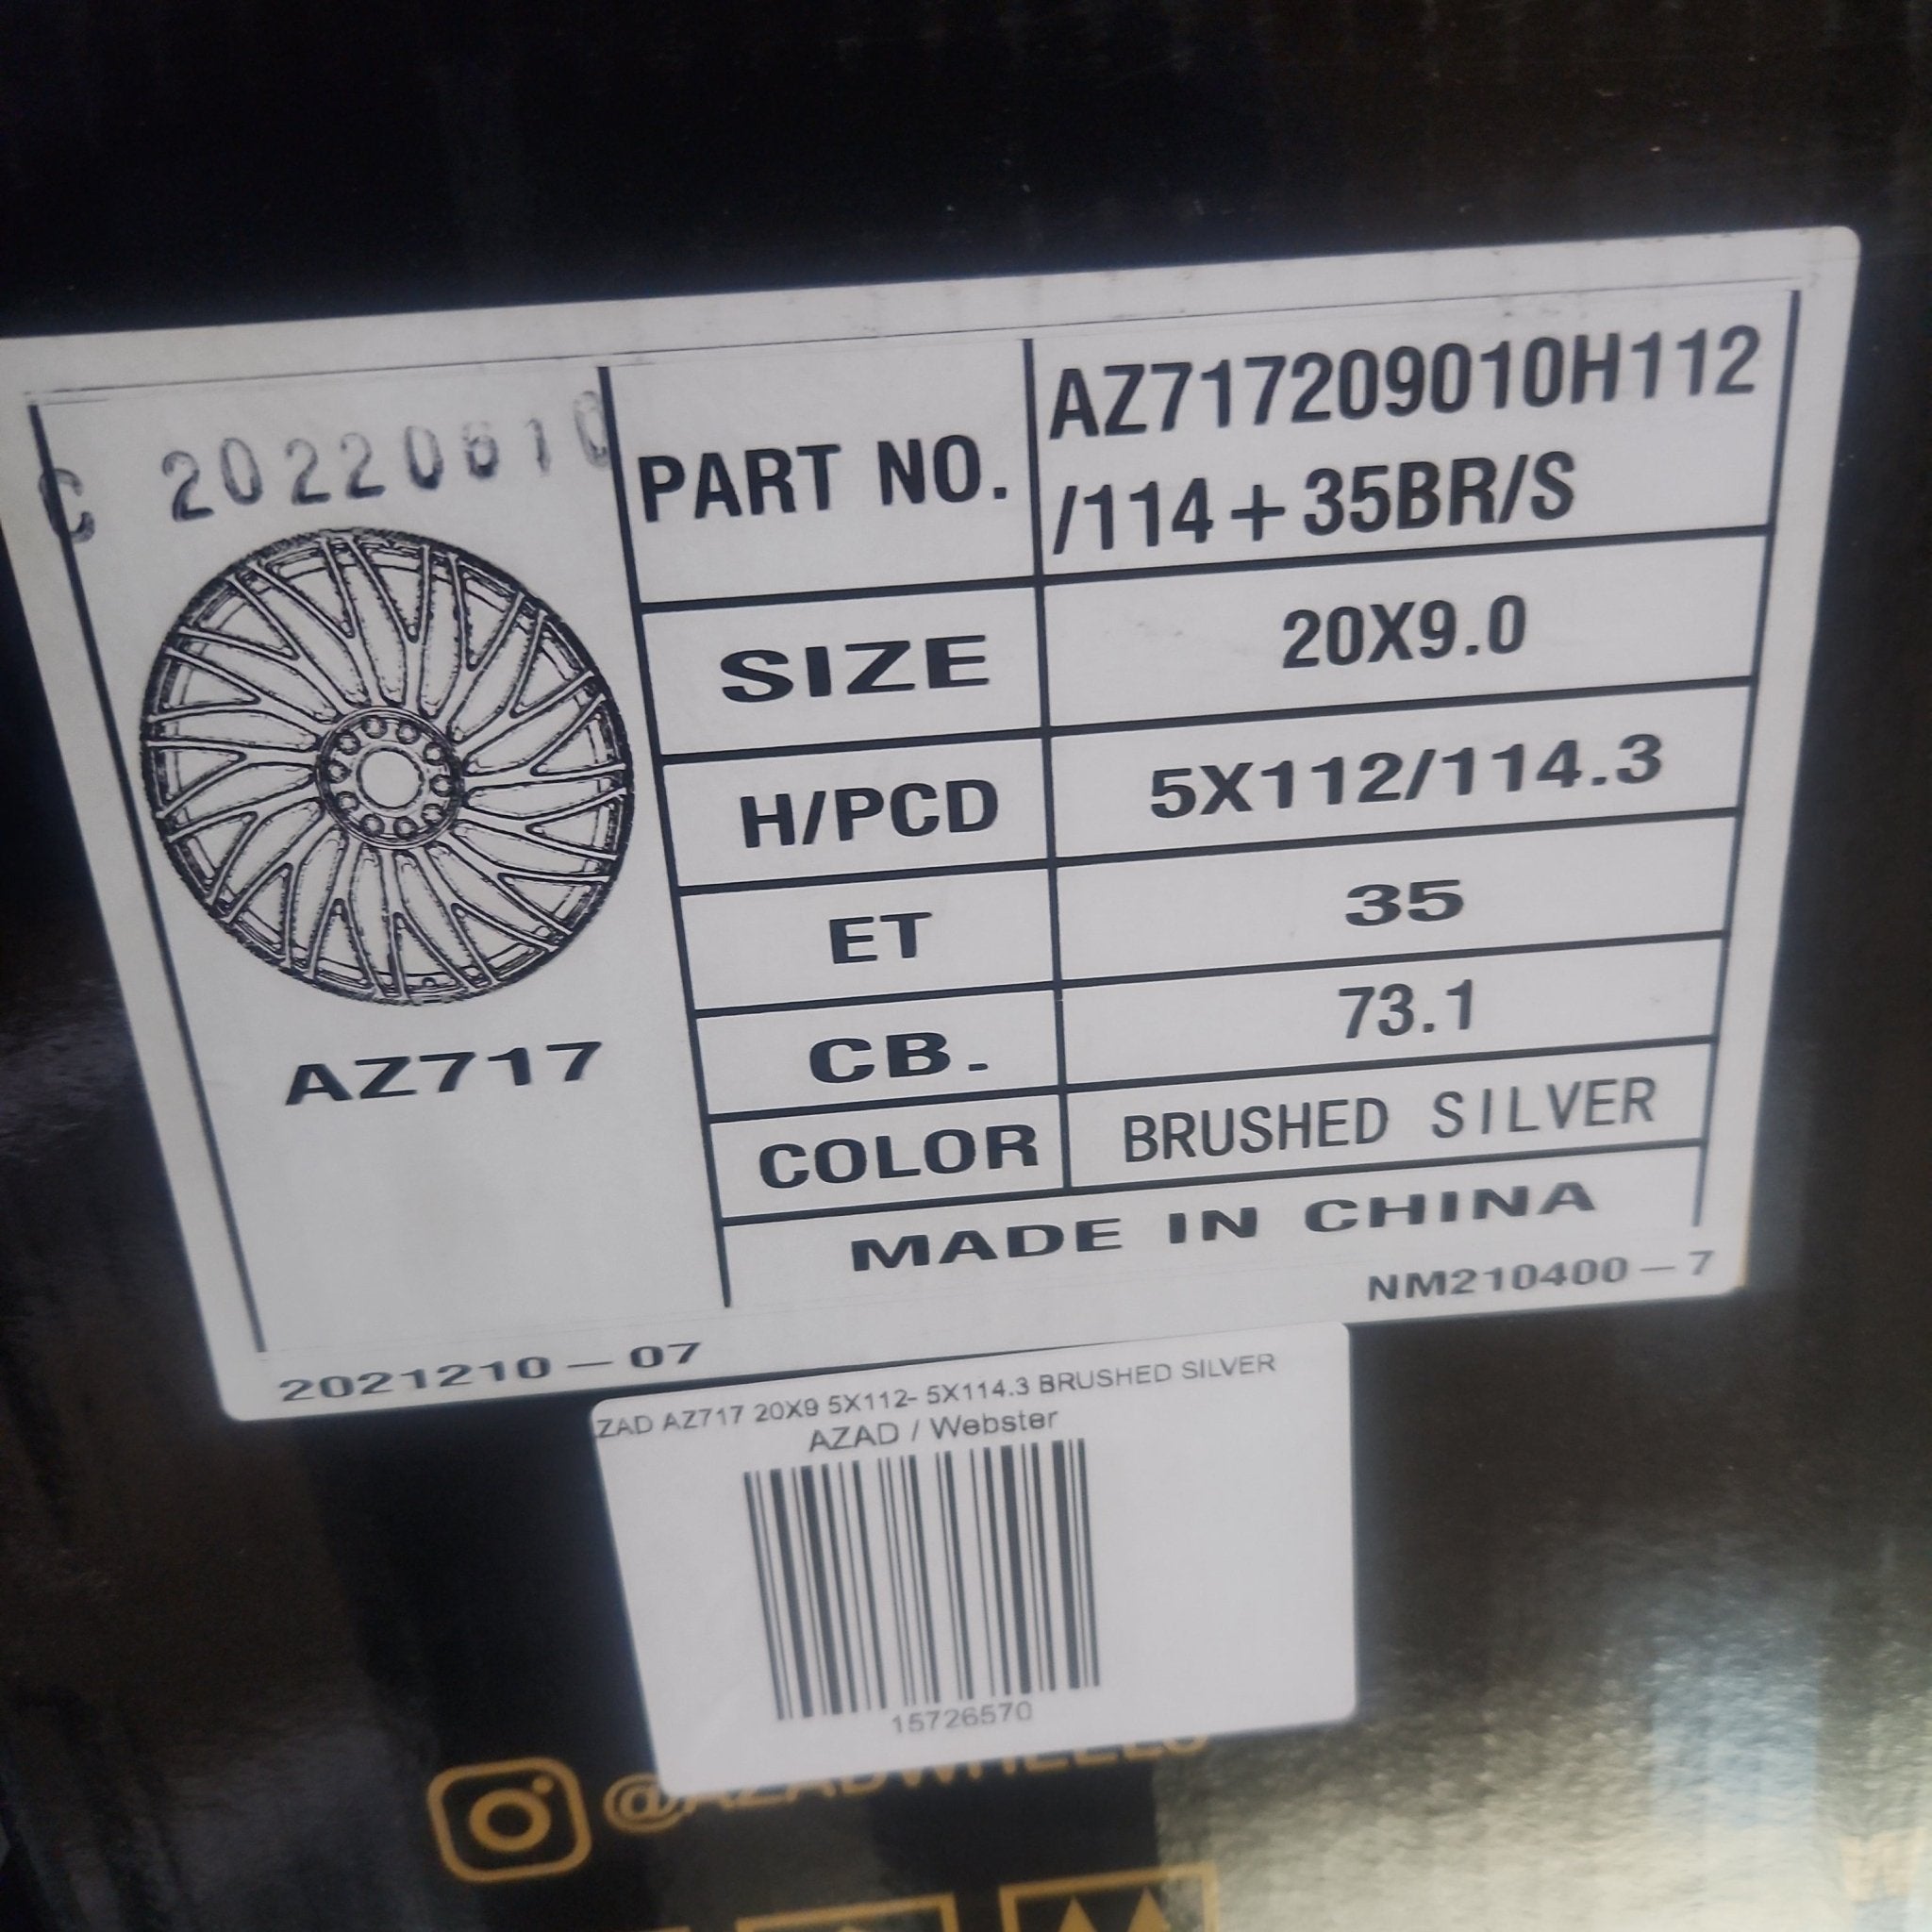 C 20220610
PART NO.
AZ717209010H112
/114+35BR/S
SIZE
20X9.0
H/PCD
5X112/114.3
ET
35
CB.
73.1
COLOR
BRUSHED SILVER
MADE IN CHINA
AZ717
2021210-07
NM210400-7
ZAD AZ717 20X9 5X112- 5X114.3 BRUSHED SILVER
AZAD / Webster
15726570
@AZADWHEELS